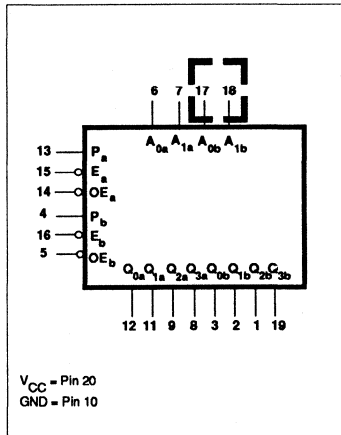 6 7 17 18
A0a A1a A0b A1b
13 Pa
15 Ea
14 OEa
4 Pb
16 Eb
5 OEb
Q0a Q1a Q2a Q3a Q0b Q1b Q2b Q3b
12 11 9 8 3 2 1 19
VCC = Pin 20
GND = Pin 10